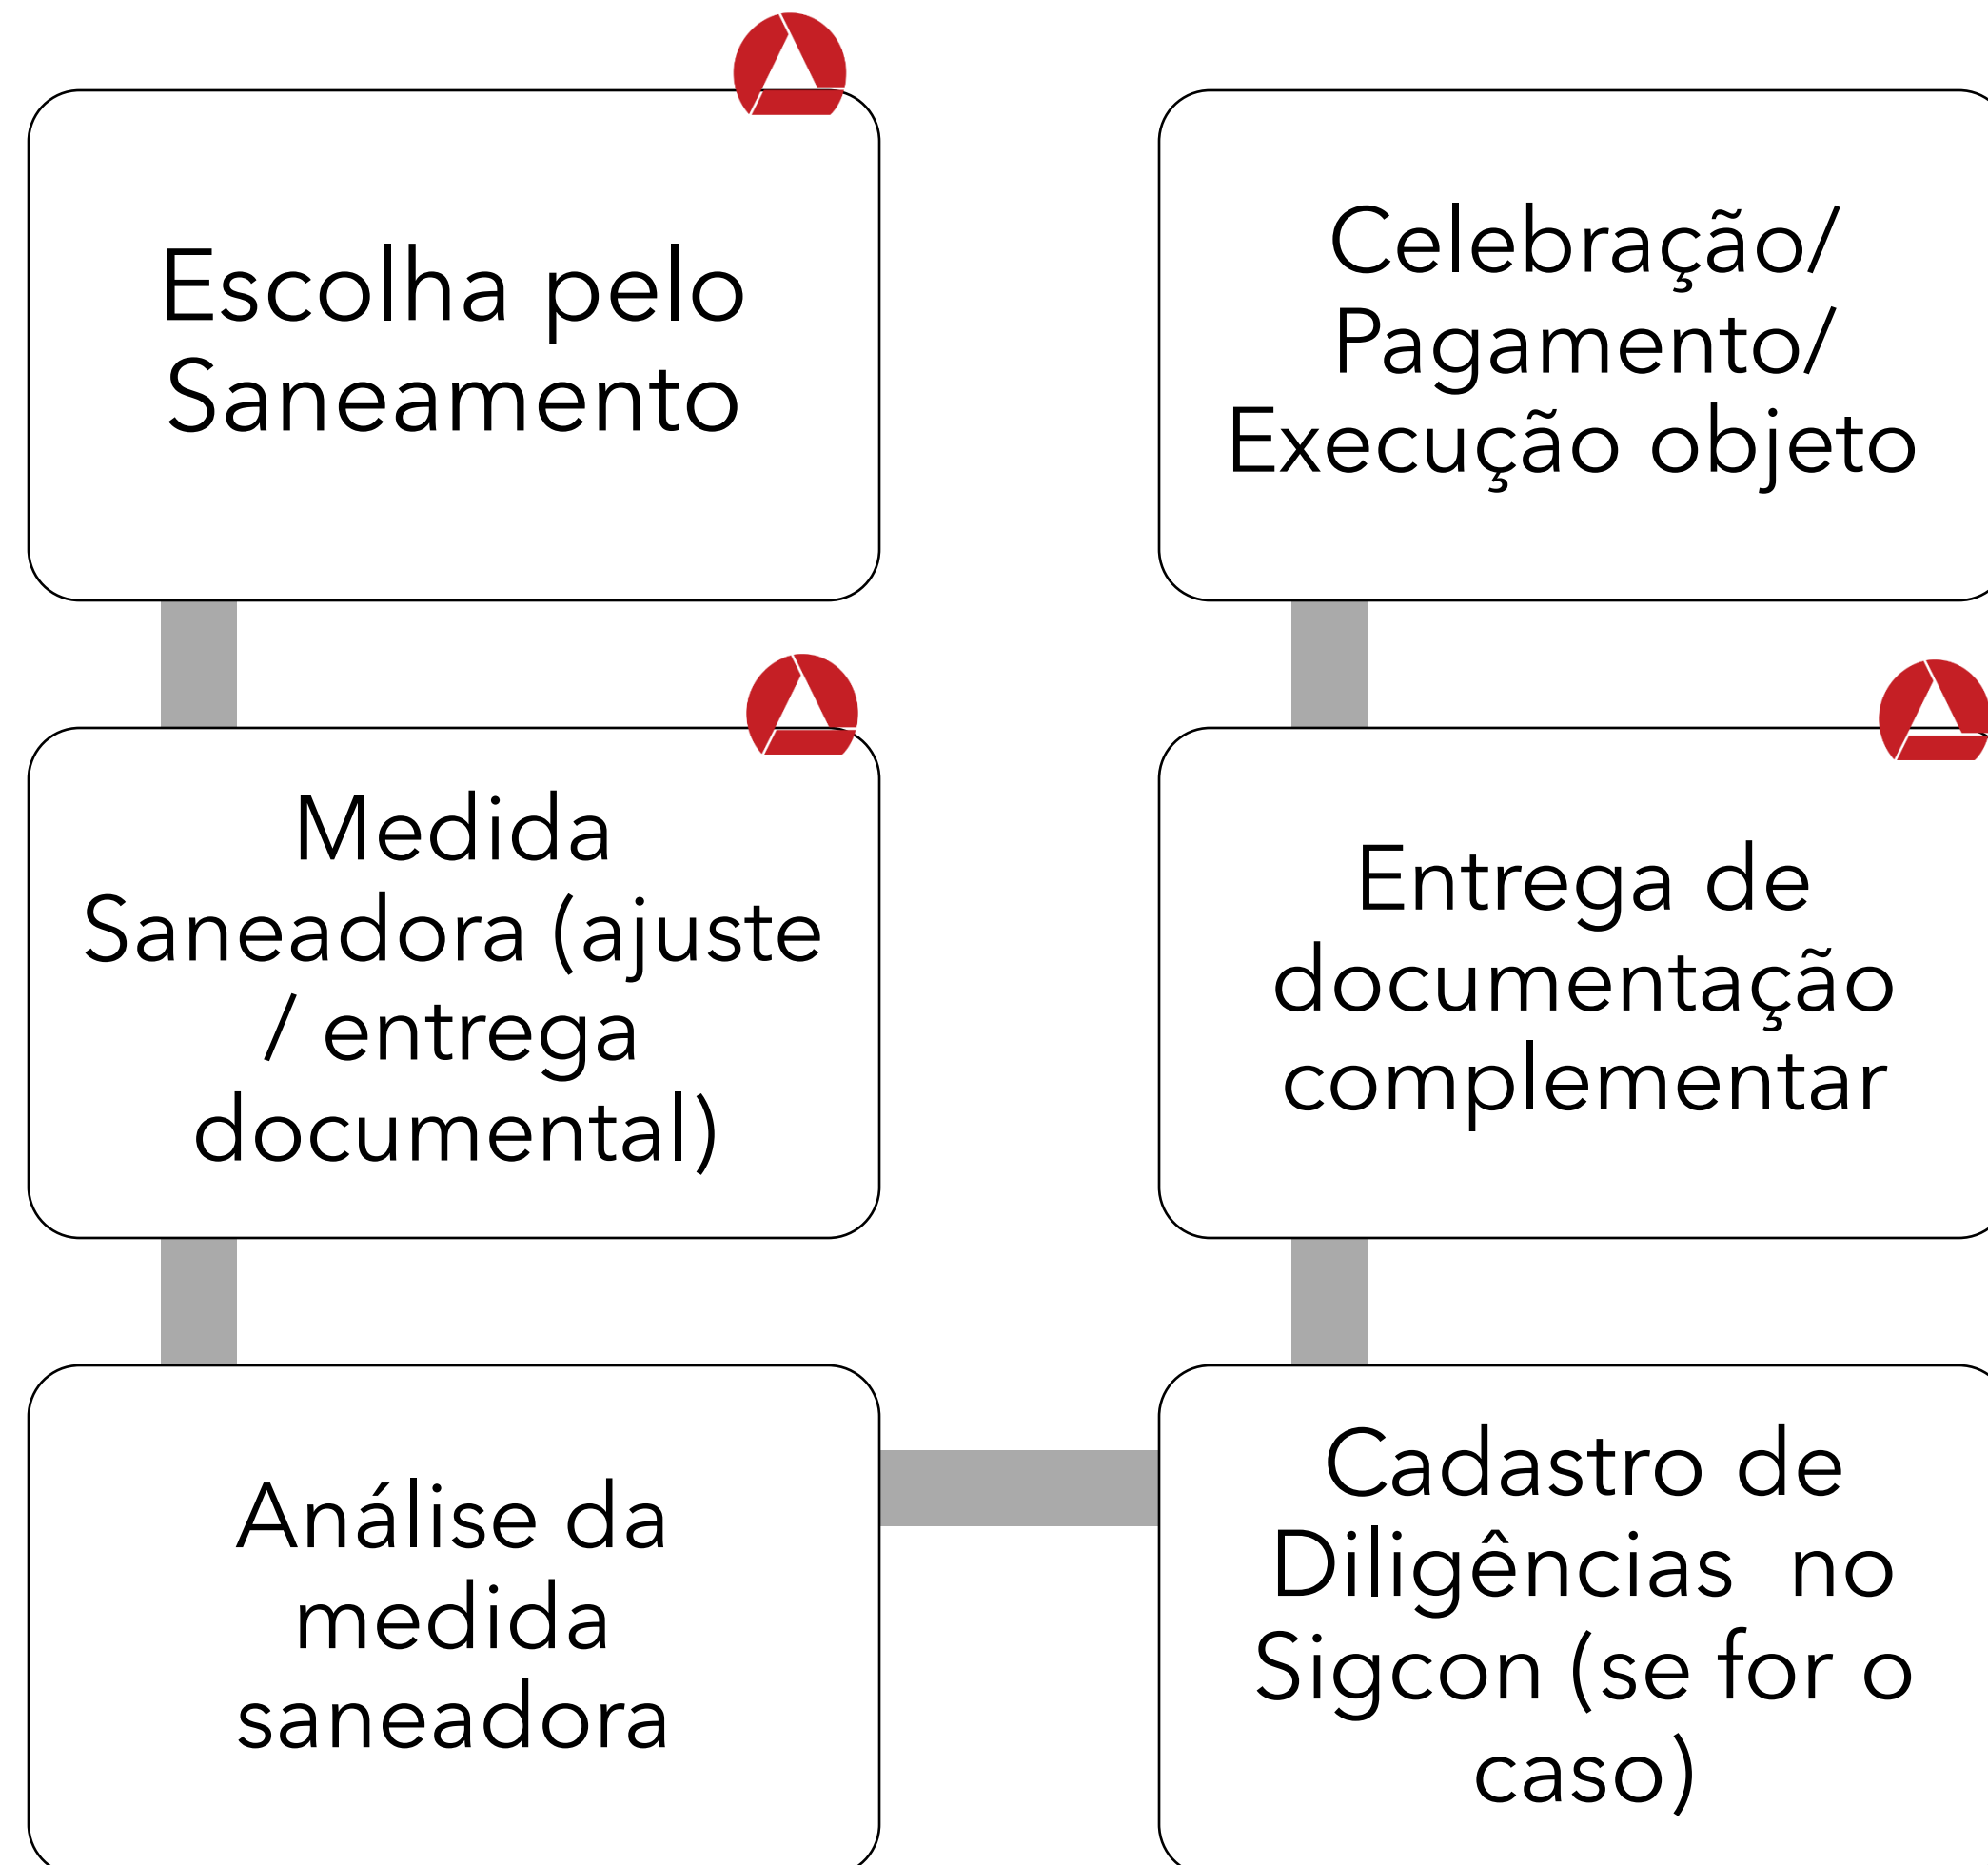 Escolha pelo
Saneamento
Medida
Saneadora (ajuste
/ entrega
documental)
Análise da
medida
saneadora
Cadastro de
Diligências no
Sigcon (se for o
caso)
Entrega de
documentação
complementar
Celebração/
Pagamento/
Execução objeto